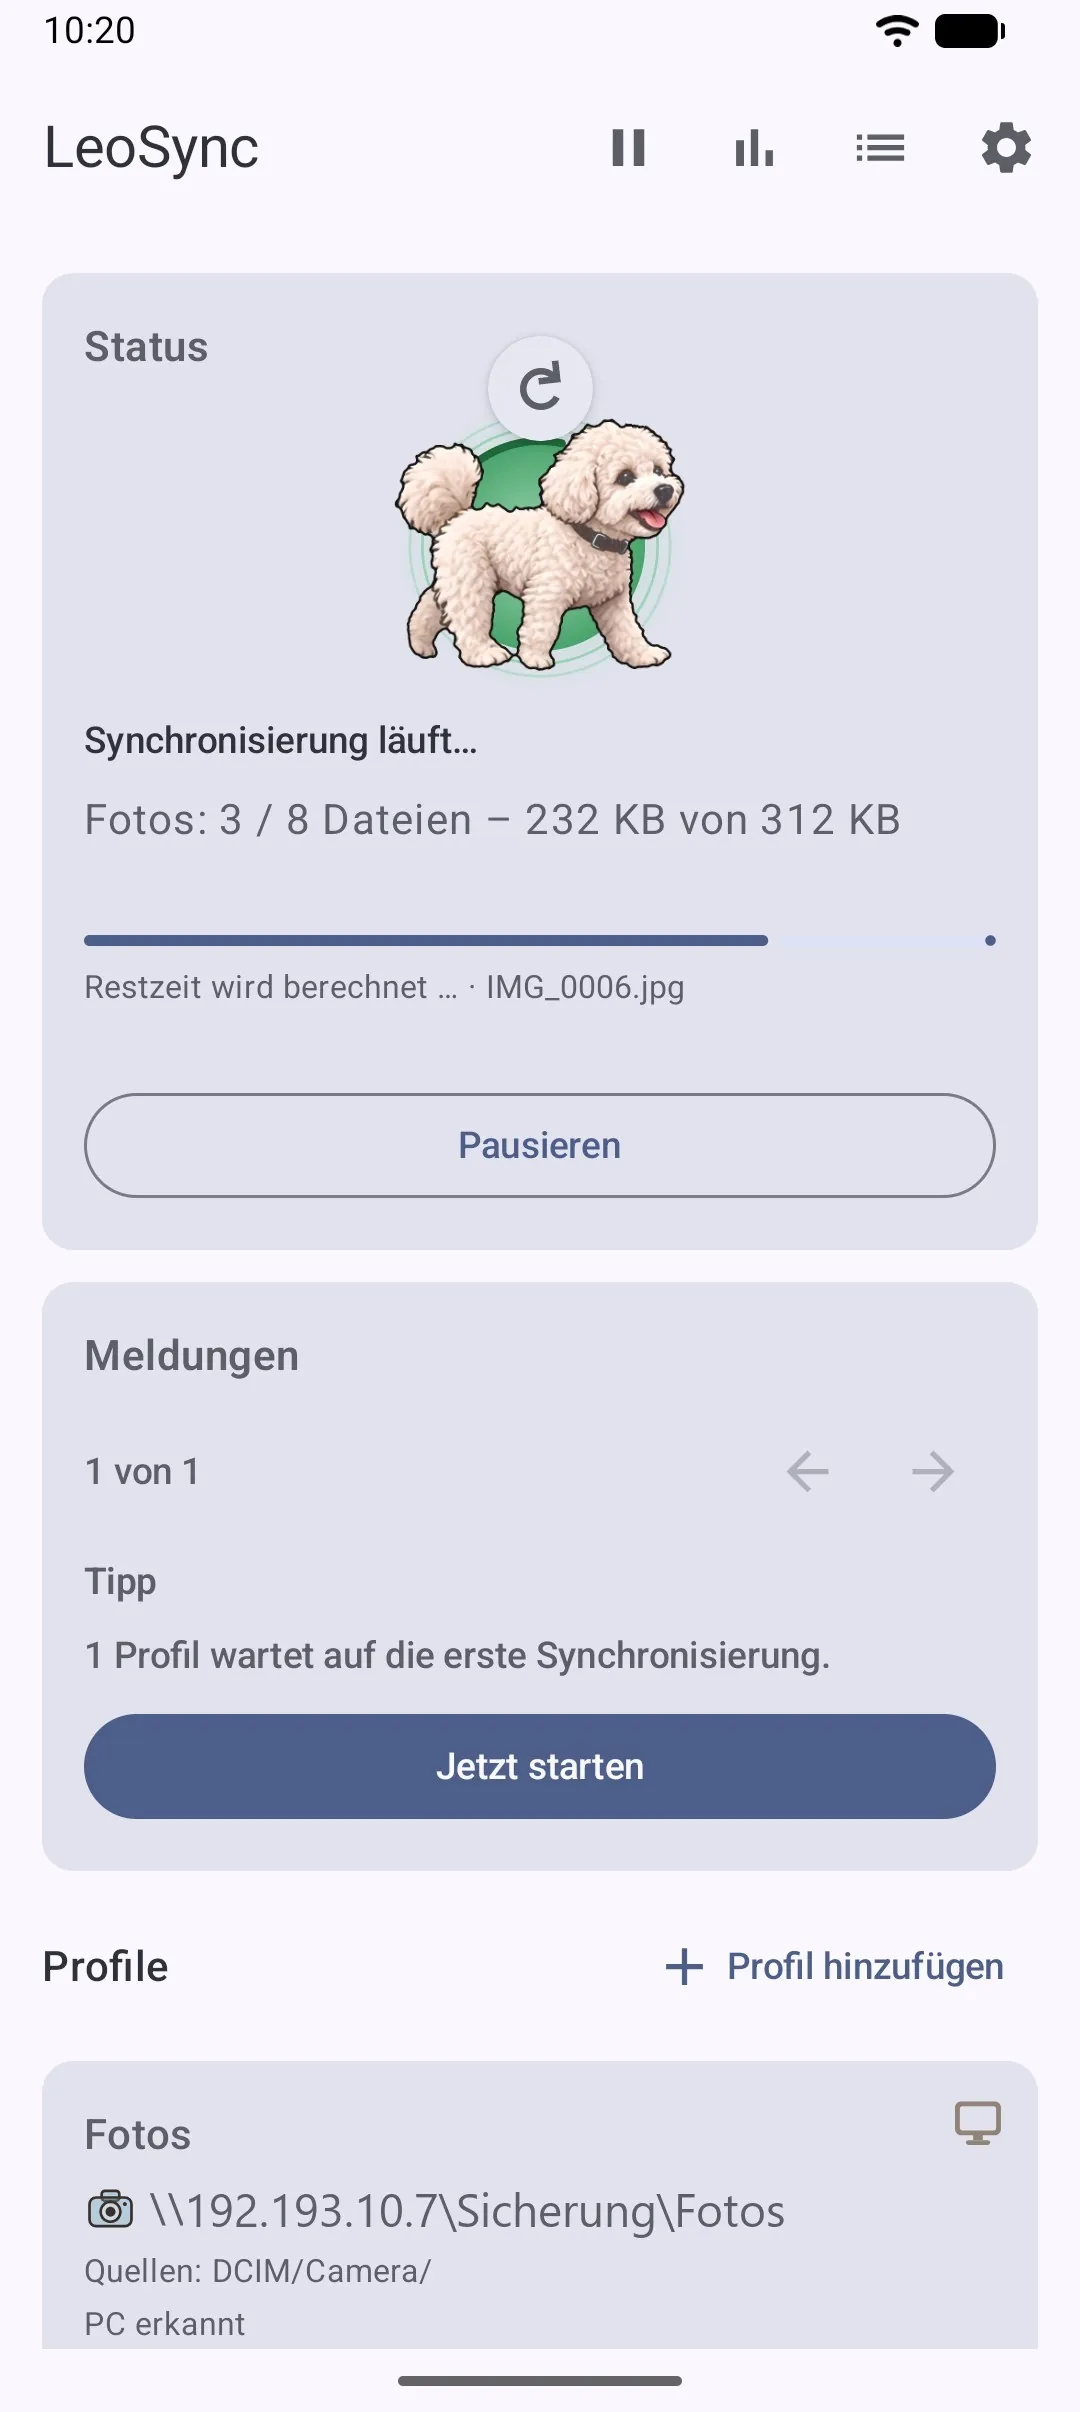 10:20
LeoSync
Status
Synchronisierung läuft…
Fotos: 3 / 8 Dateien – 232 KB von 312 KB
Restzeit wird berechnet … · IMG_0006.jpg
Pausieren
Meldungen
1 von 1
Tipp
1 Profil wartet auf die erste Synchronisierung.
Jetzt starten
Profile
Profil hinzufügen
Fotos
\\192.193.10.7\Sicherung\Fotos
Quellen: DCIM/Camera/
PC erkannt